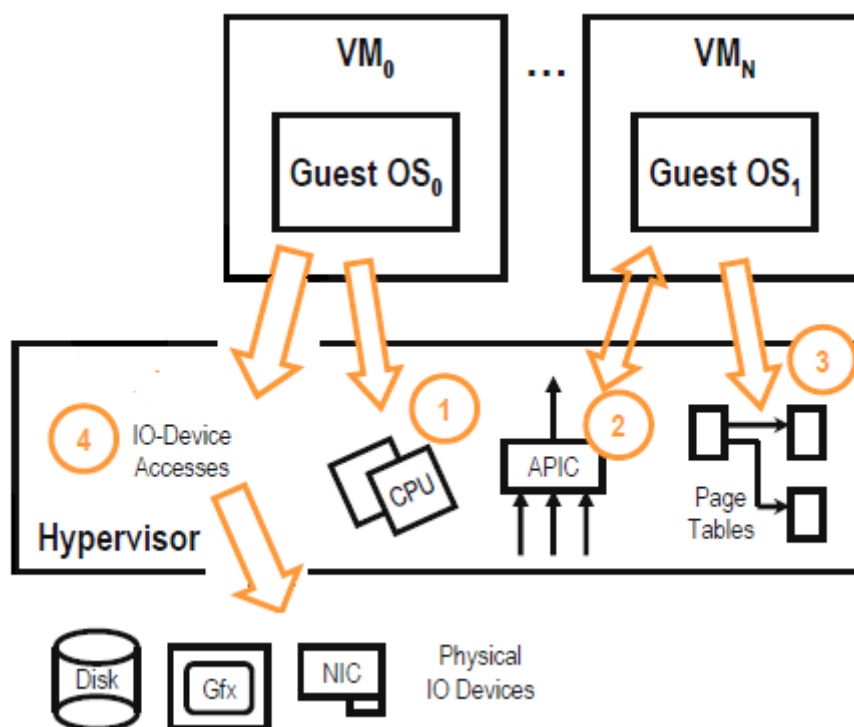 VM₀
...
VM_N
Guest OS₀
Guest OS₁
3
1
2
4
IO-Device
Accesses
CPU
APIC
Page
Tables
Hypervisor
Disk
Gfx
NIC
Physical
IO Devices